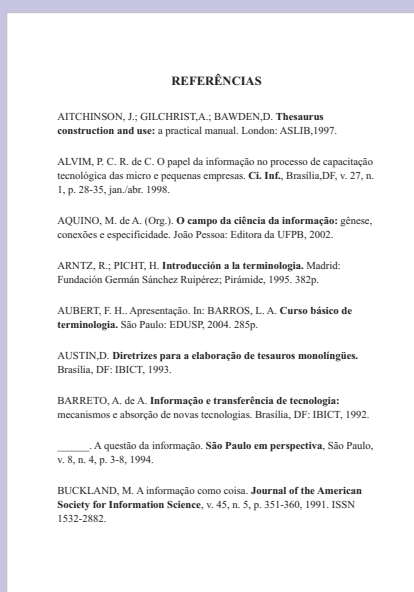 REFERÊNCIAS
AITCHINSON, J.; GILCHRIST,A.; BAWDEN,D. Thesaurus
construction and use: a practical manual. London: ASLIB,1997.
ALVIM, P. C. R. de C. O papel da informação no processo de capacitação
tecnológica das micro e pequenas empresas. Ci. Inf., Brasília,DF, v. 27, n.
1, p. 28-35, jan./abr. 1998.
AQUINO, M. de A. (Org.). O campo da ciência da informação: gênese,
conexões e especificidade. João Pessoa: Editora da UFPB, 2002.
ARNTZ, R.; PICHT, H. Introducción a la terminologia. Madrid:
Fundación Germán Sánchez Ruipérez; Pirámide, 1995. 382p.
AUBERT, F. H.. Apresentação. In: BARROS, L. A. Curso básico de
terminologia. São Paulo: EDUSP, 2004. 285p.
AUSTIN,D. Diretrizes para a elaboração de tesauros monolíngües.
Brasília, DF: IBICT, 1993.
BARRETO, A. de A. Informação e transferência de tecnologia:
mecanismos e absorção de novas tecnologias. Brasília, DF: IBICT, 1992.
______. A questão da informação. São Paulo em perspectiva, São Paulo,
v. 8, n. 4, p. 3-8, 1994.
BUCKLAND, M. A informação como coisa. Journal of the American
Society for Information Science, v. 45, n. 5, p. 351-360, 1991. ISSN
1532-2882.